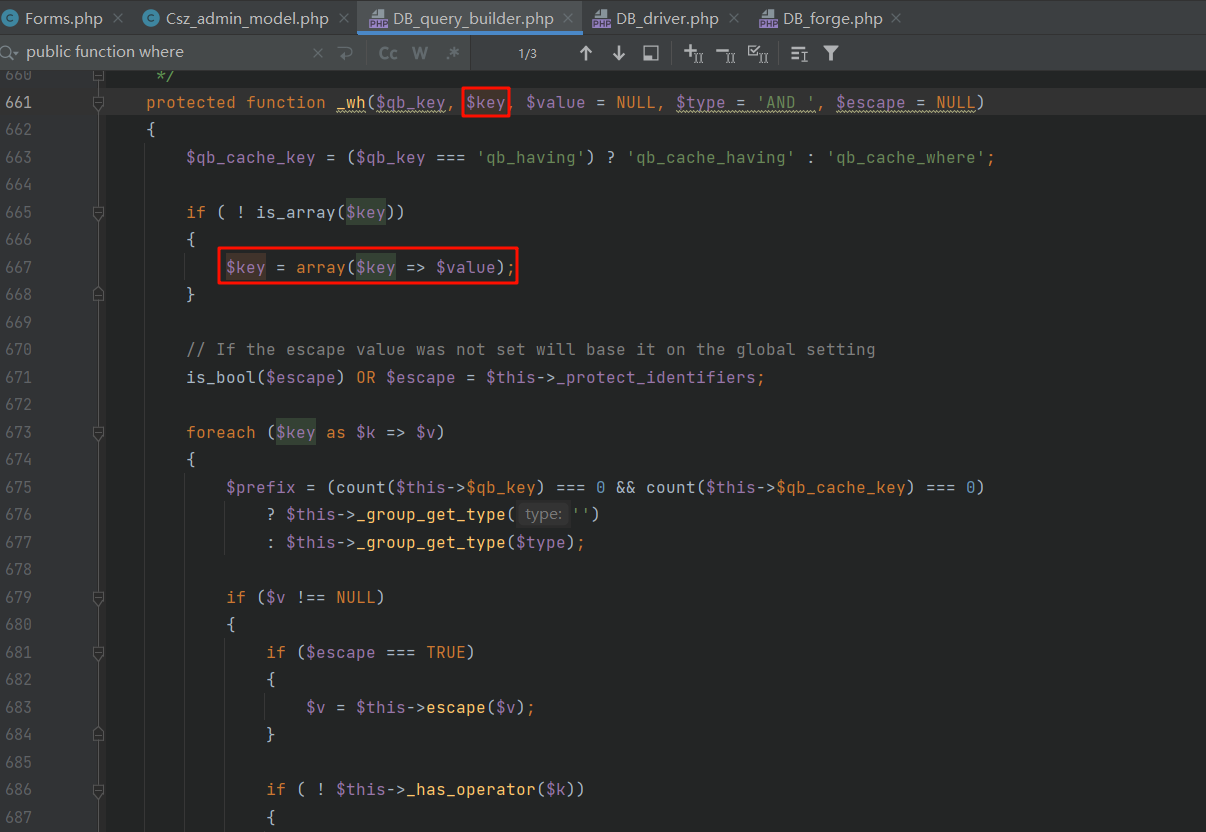 Forms.php × Csz_admin_model.php × DB_query_builder.php × DB_driver.php × DB_forge.php ×
public function where × Cc W .* 1/3
660 */
661 protected function _wh($qb_key, $key, $value = NULL, $type = 'AND ', $escape = NULL)
662 {
663 $qb_cache_key = ($qb_key === 'qb_having') ? 'qb_cache_having' : 'qb_cache_where';
664
665 if ( ! is_array($key))
666 {
667 $key = array($key => $value);
668 }
669
670 // If the escape value was not set will base it on the global setting
671 is_bool($escape) OR $escape = $this->_protect_identifiers;
672
673 foreach ($key as $k => $v)
674 {
675 $prefix = (count($this->$qb_key) === 0 && count($this->$qb_cache_key) === 0)
676 ? $this->_group_get_type( type: '')
677 : $this->_group_get_type($type);
678
679 if ($v !== NULL)
680 {
681 if ($escape === TRUE)
682 {
683 $v = $this->escape($v);
684 }
685
686 if ( ! $this->_has_operator($k))
687 {